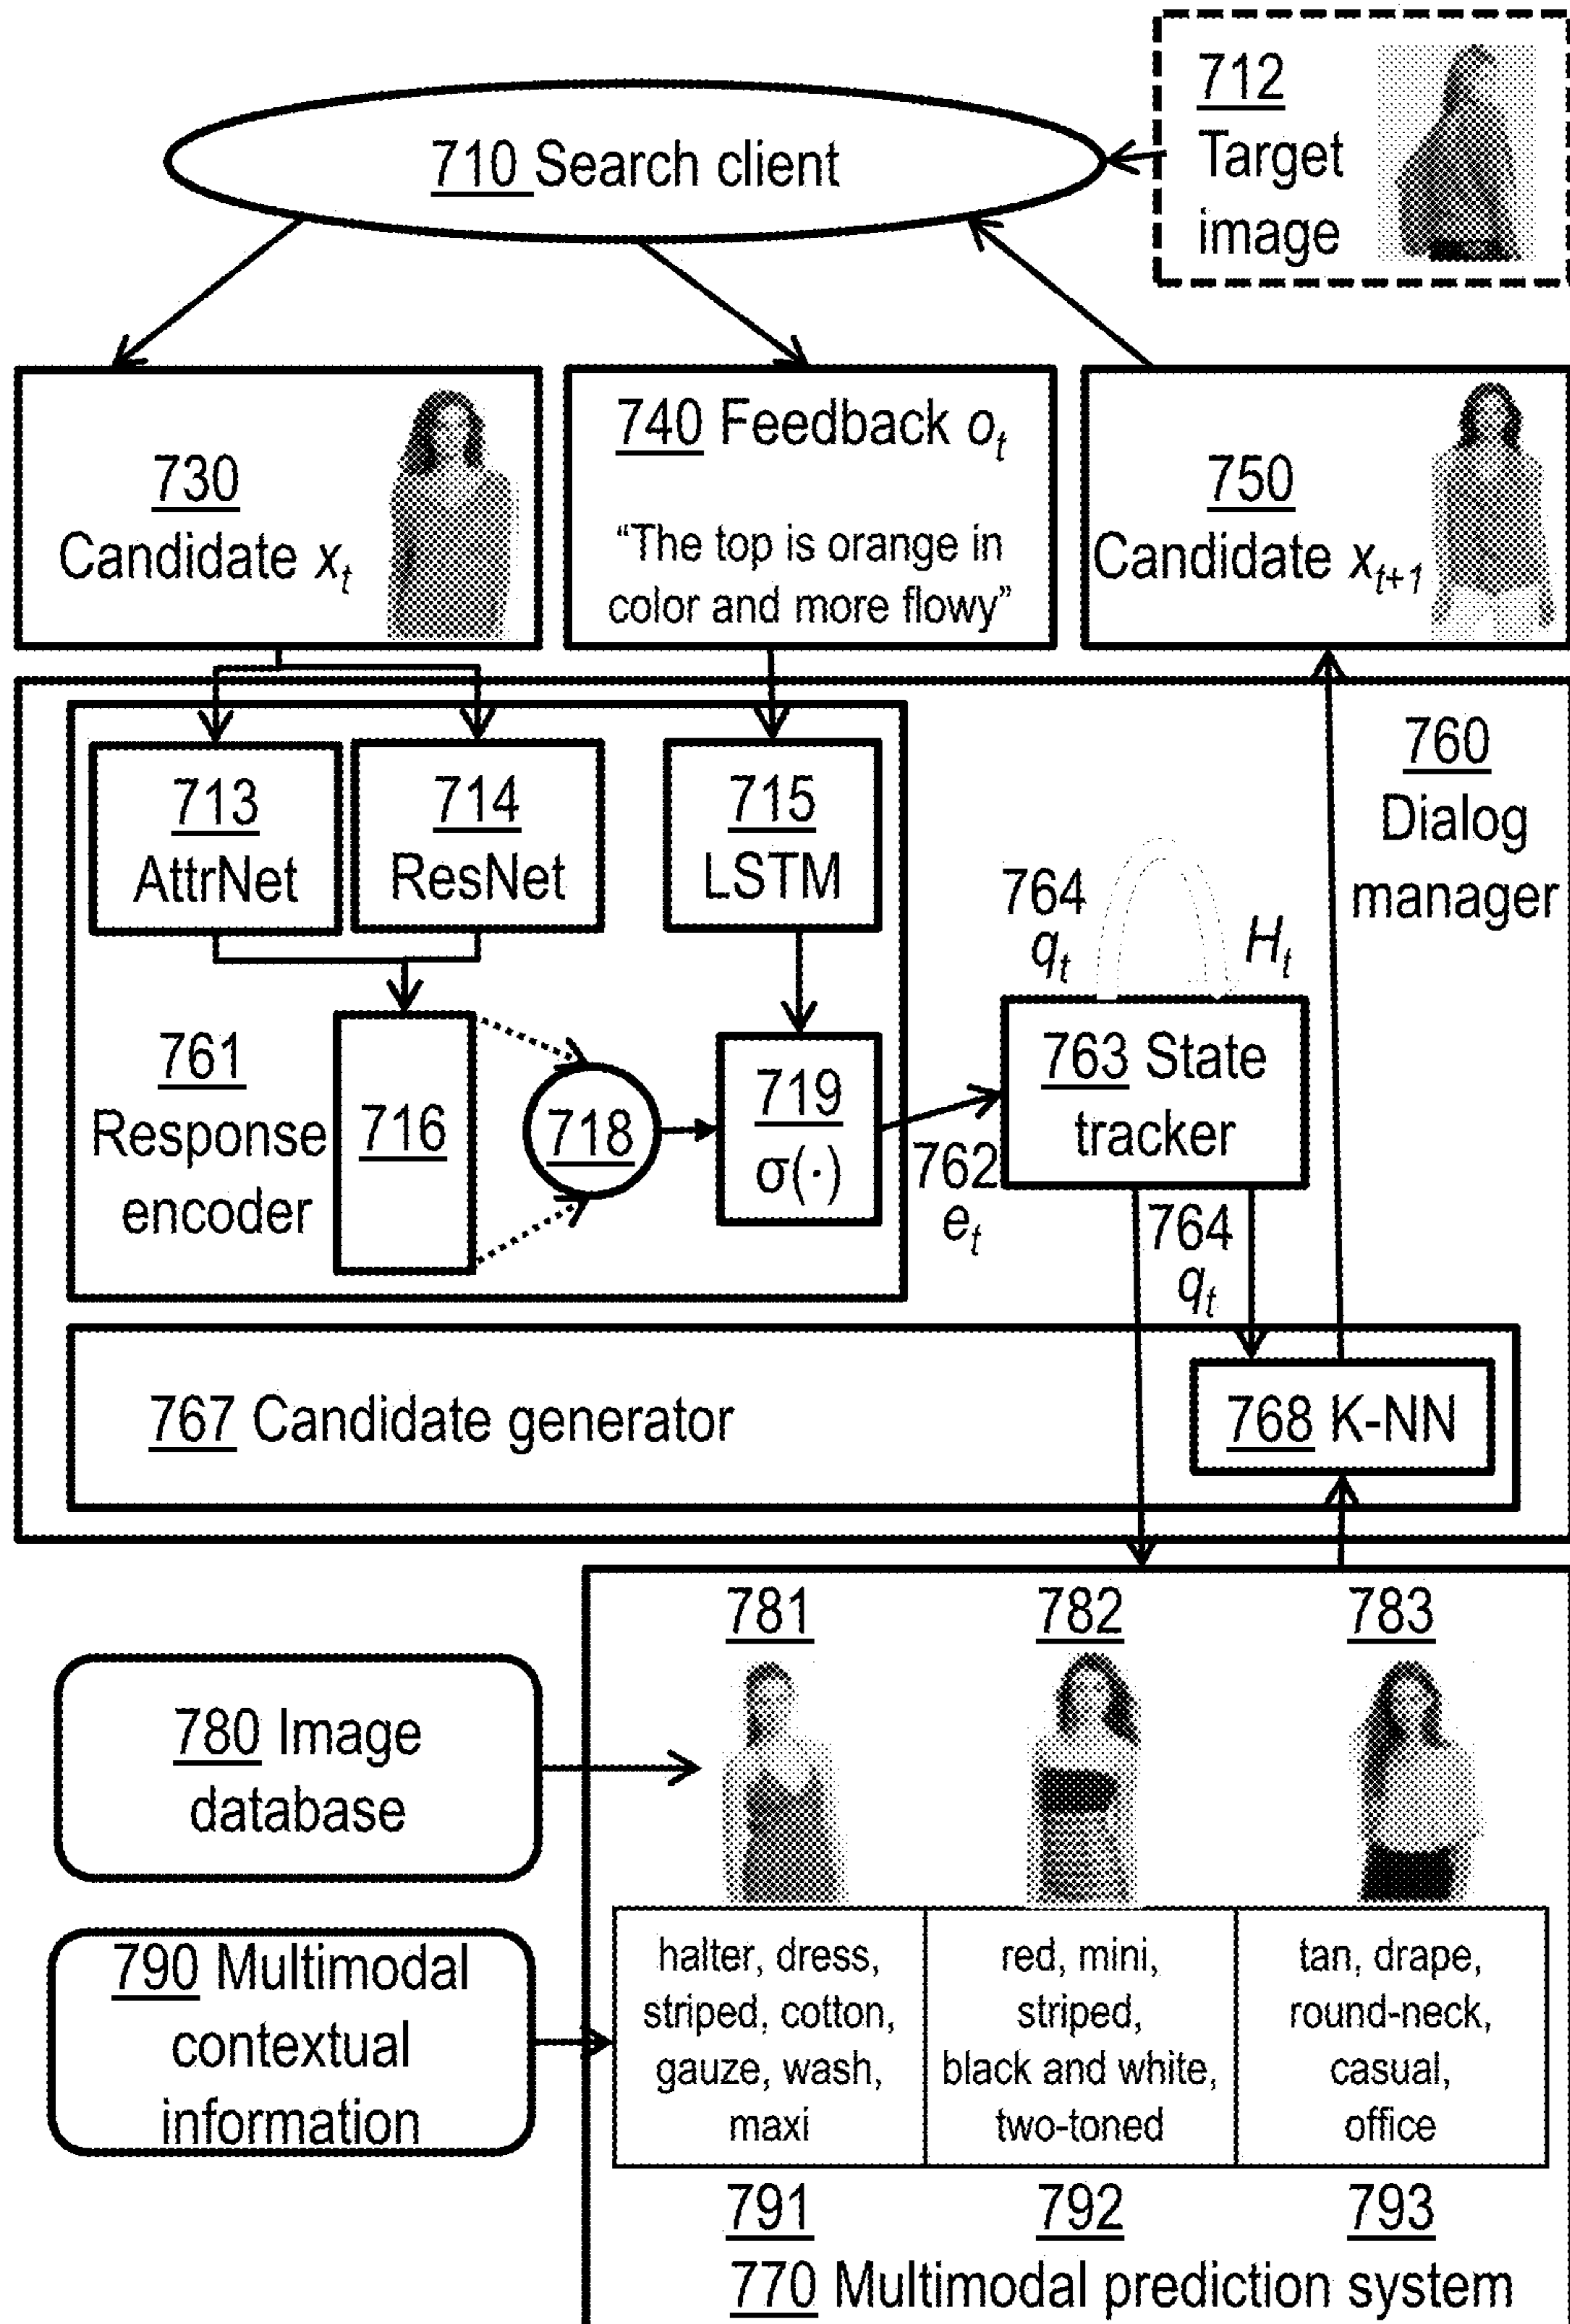 712
Target
image
710 Search client
730
Candidate xt
740 Feedback ot
“The top is orange in
color and more flowy”
750
Candidate xt+1
760
Dialog
manager
713
AttrNet
714
ResNet
715
LSTM
764
qt
Ht
761
Response
encoder
716
718
719
σ(·)
762
et
763 State
tracker
764
qt
767 Candidate generator
768 K-NN
781
782
783
780 Image
database
790 Multimodal
contextual
information
halter, dress,
striped, cotton,
gauze, wash,
maxi
red, mini,
striped,
black and white,
two-toned
tan, drape,
round-neck,
casual,
office
791
792
793
770 Multimodal prediction system